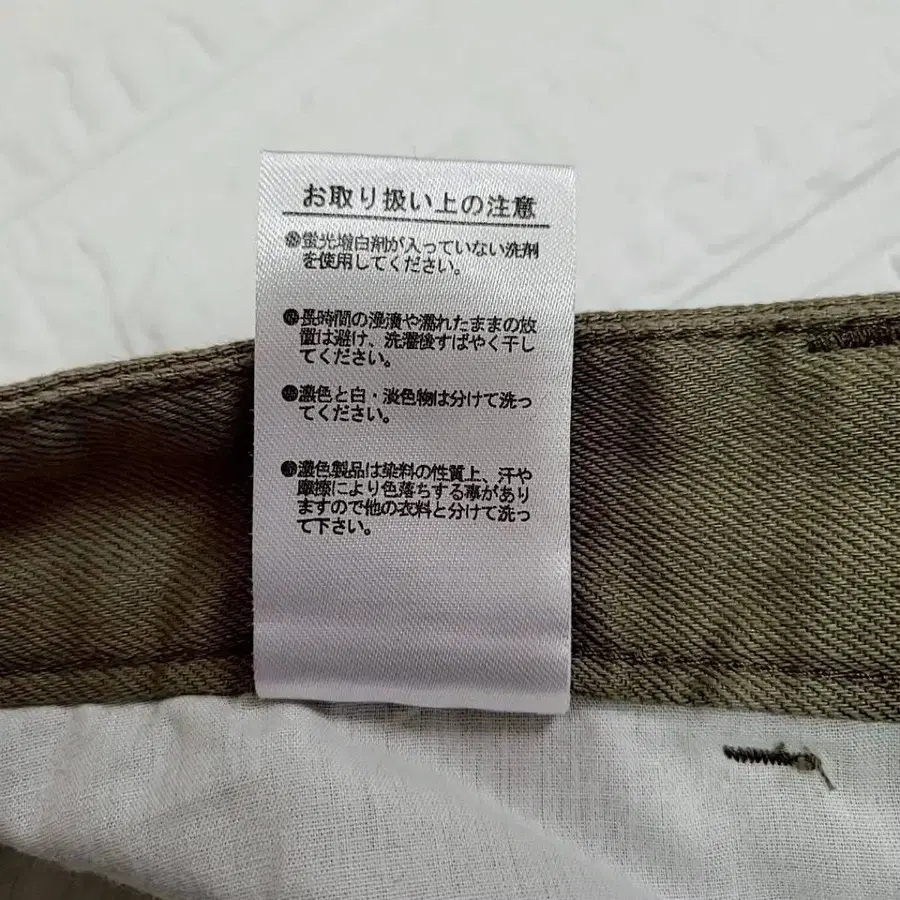 お取り扱い上の注意
●蛍光増白剤が入っていない洗剤
を使用してください。
●長時間の浸漬や濡れたままの放
置は避け、洗濯後すばやく干し
てください。
●濃色と白・淡色物は分けて洗っ
てください。
●濃色製品は染料の性質上、汗や
摩擦により色落ちする事があり
ますので他の衣料と分けて洗っ
て下さい。